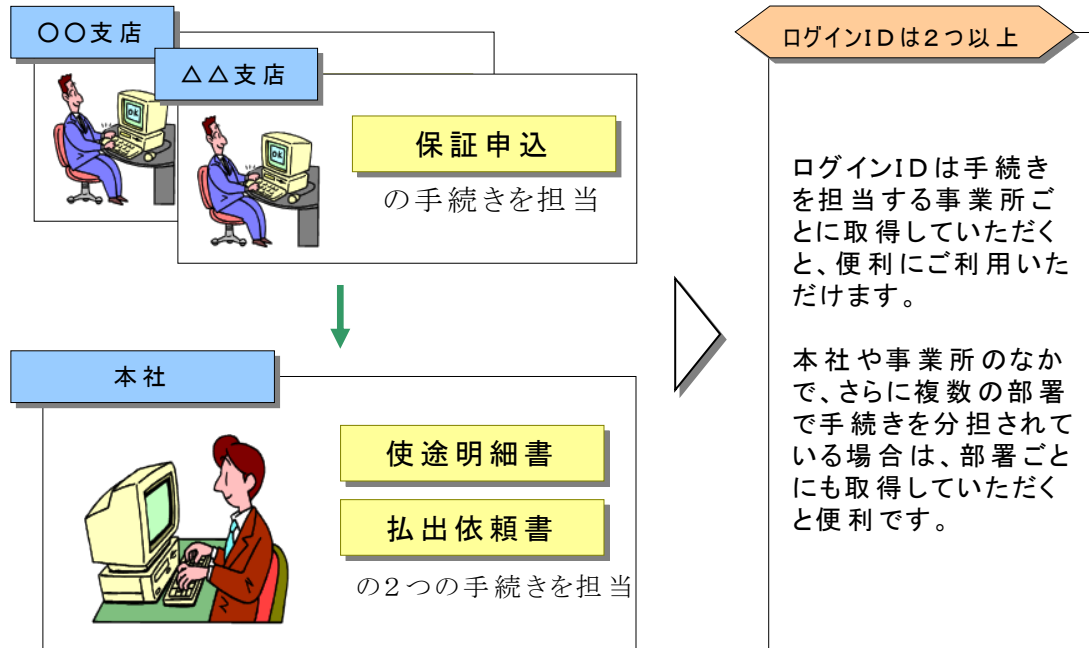 〇〇支店
△△支店
保証申込
の手続きを担当
本社
使途明細書
払出依頼書
の2つの手続きを担当
ログインIDは2つ以上
ログインIDは手続き
を担当する事業所ご
とに取得していただく
と、便利にご利用いた
だけます。
本社や事業所のなか
で、さらに複数の部署
で手続きを分担されて
いる場合は、部署ごと
にも取得していただく
と便利です。